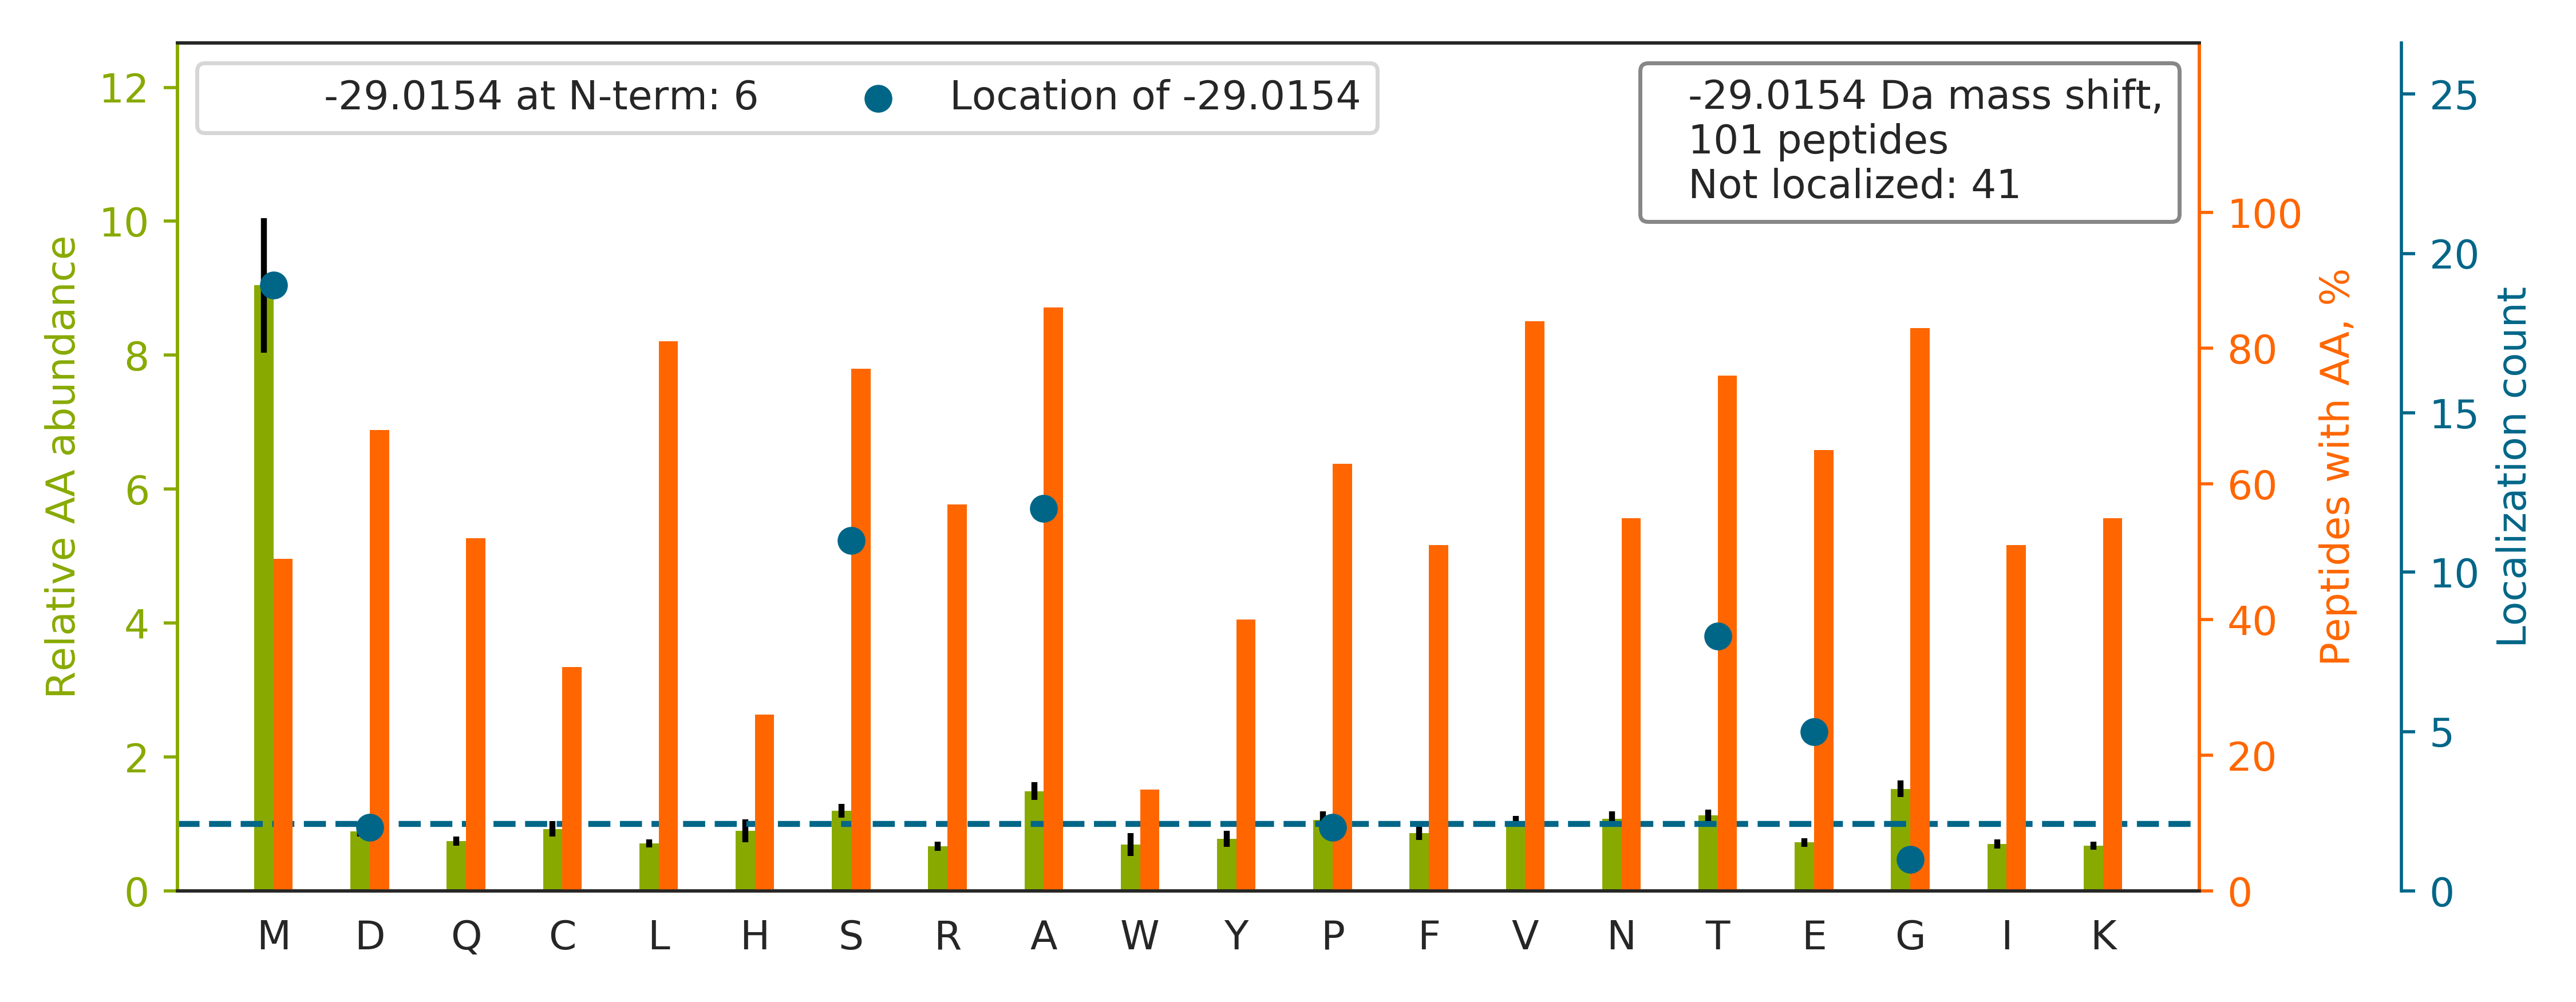 -29.0154 at N-term: 6
Location of -29.0154
-29.0154 Da mass shift,
101 peptides
Not localized: 41
Relative AA abundance
12
10
8
6
4
2
0
M D Q C L H S R A W Y P F V N T E G I K
100
80
60
40
20
0
Peptides with AA, %
25
20
15
10
5
0
Localization count